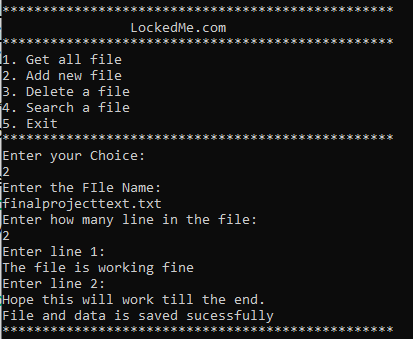 *************************************************
LockedMe.com
*************************************************
1. Get all file
2. Add new file
3. Delete a file
4. Search a file
5. Exit
*************************************************
Enter your Choice:
2
Enter the FIle Name:
finalprojecttext.txt
Enter how many line in the file:
2
Enter line 1:
The file is working fine
Enter line 2:
Hope this will work till the end.
File and data is saved sucessfully
*************************************************